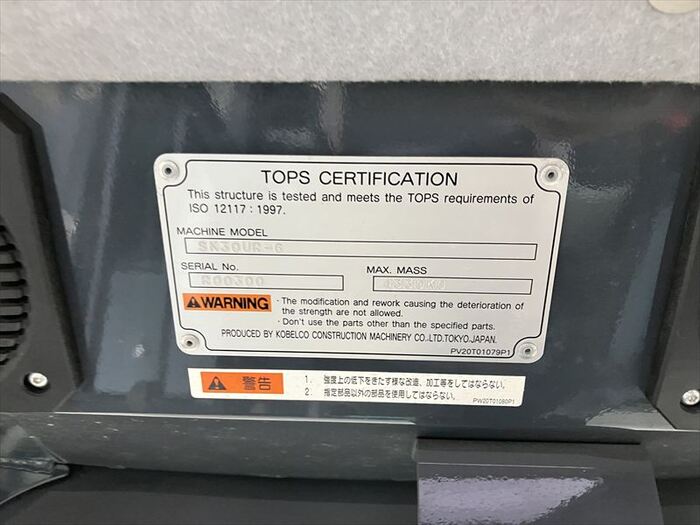 TOPS CERTIFICATION
This structure is tested and meets the TOPS requirements of
ISO 12117 : 1997.
MACHINE MODEL
SK30UR-6
SERIAL No.
R00300
MAX. MASS
WARNING
· The modification and rework causing the deterioration of
the strength are not allowed.
· Don't use the parts other than the specified parts.
PRODUCED BY KOBELCO CONSTRUCTION MACHINERY CO.,LTD.TOKYO.JAPAN.
PV20T01079P1
警告
1. 強度上の低下をきたす様な改造、加工等をしてはならない。
2. 指定部品以外の部品を使用してはならない。
PW20T01080P1